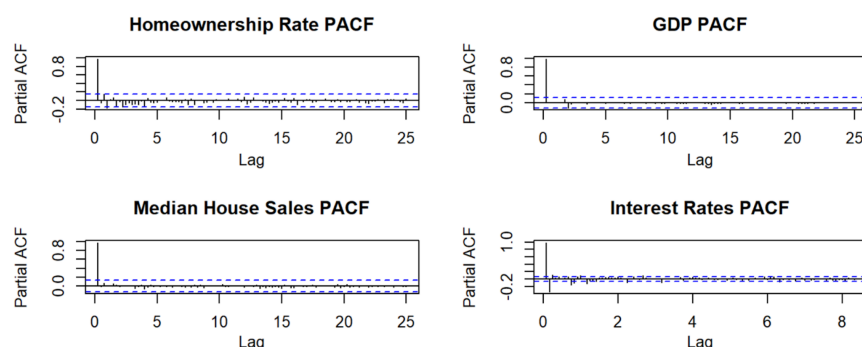 Homeownership Rate PACF
Partial ACF
0.8
-0.2
0 5 10 15 20 25
Lag
GDP PACF
Partial ACF
0.8
0.0
0 5 10 15 20 25
Lag
Median House Sales PACF
Partial ACF
0.8
0.0
0 5 10 15 20 25
Lag
Interest Rates PACF
Partial ACF
1.0
-0.2
0 2 4 6 8
Lag